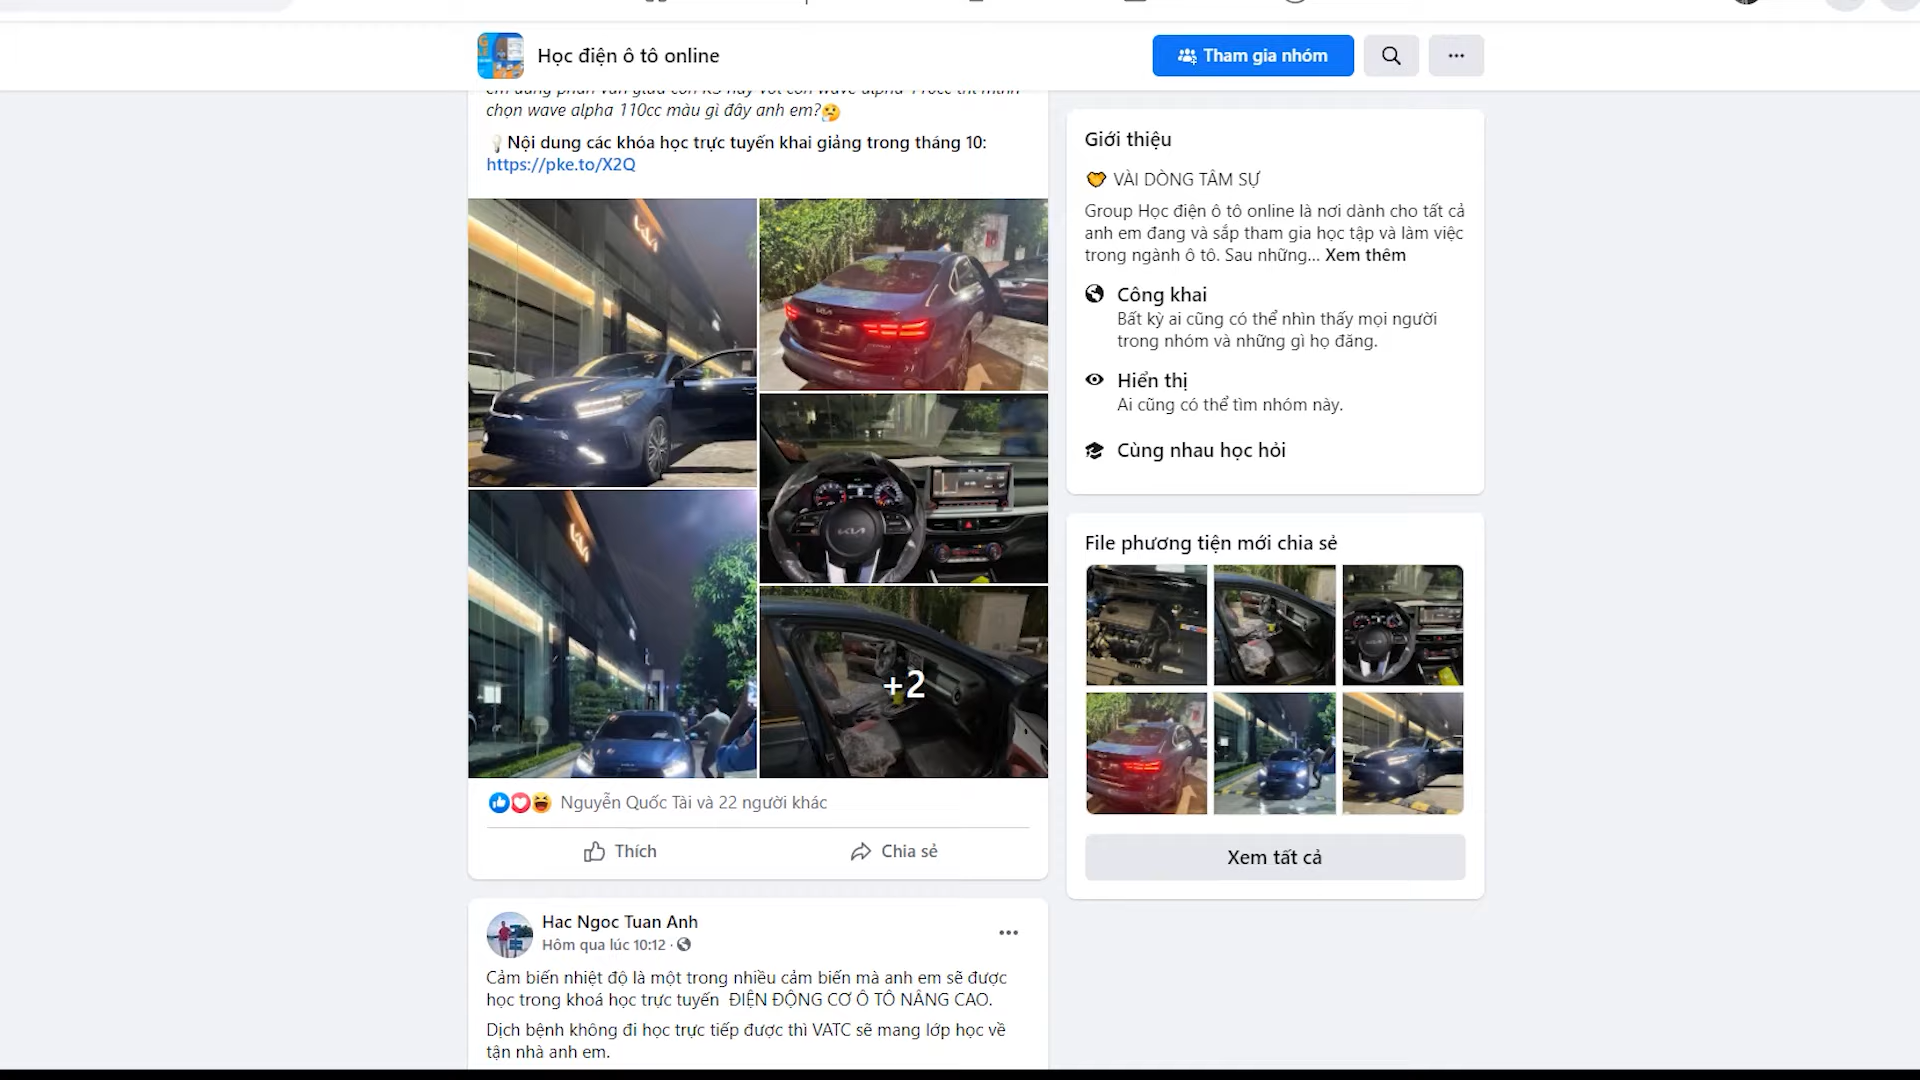 Học điện ô tô online
Tham gia nhóm
chọn wave alpha 110cc màu gì đây anh em?🤔
💡Nội dung các khóa học trực tuyến khai giảng trong tháng 10:
https://pke.to/X2Q
+2
Nguyễn Quốc Tài và 22 người khác
Thích
Chia sẻ
Hac Ngoc Tuan Anh
Hôm qua lúc 10:12 ·
Cảm biến nhiệt độ là một trong nhiều cảm biến mà anh em sẽ được
học trong khoá học trực tuyến ĐIỆN ĐỘNG CƠ Ô TÔ NÂNG CAO.
Dịch bệnh không đi học trực tiếp được thì VATC sẽ mang lớp học về
tận nhà anh em.
Giới thiệu
VÀI DÒNG TÂM SỰ
Group Học điện ô tô online là nơi dành cho tất cả
anh em đang và sắp tham gia học tập và làm việc
trong ngành ô tô. Sau những... Xem thêm
Công khai
Bất kỳ ai cũng có thể nhìn thấy mọi người
trong nhóm và những gì họ đăng.
Hiển thị
Ai cũng có thể tìm nhóm này.
Cùng nhau học hỏi
File phương tiện mới chia sẻ
Xem tất cả